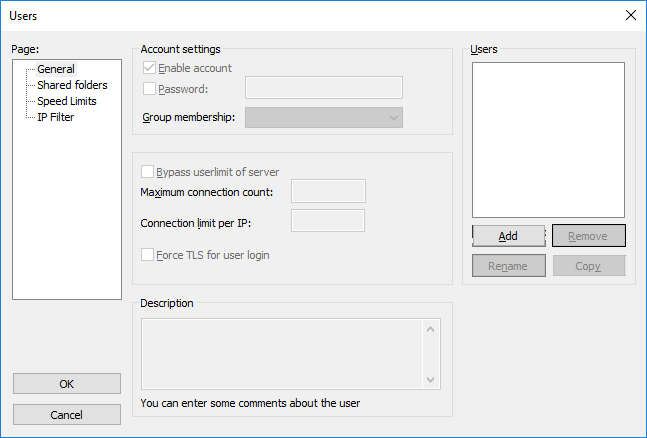 Users
Page:
General
Shared folders
Speed Limits
IP Filter
OK
Cancel
Account settings
Enable account
Password:
Group membership:
Bypass userlimit of server
Maximum connection count:
Connection limit per IP:
Force TLS for user login
Description
You can enter some comments about the user
Users
Add Remove
Rename Copy